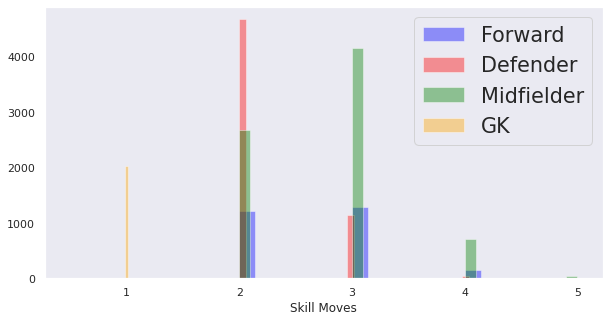 Forward
Defender
Midfielder
GK
4000
3000
2000
1000
0
1 2 3 4 5
Skill Moves